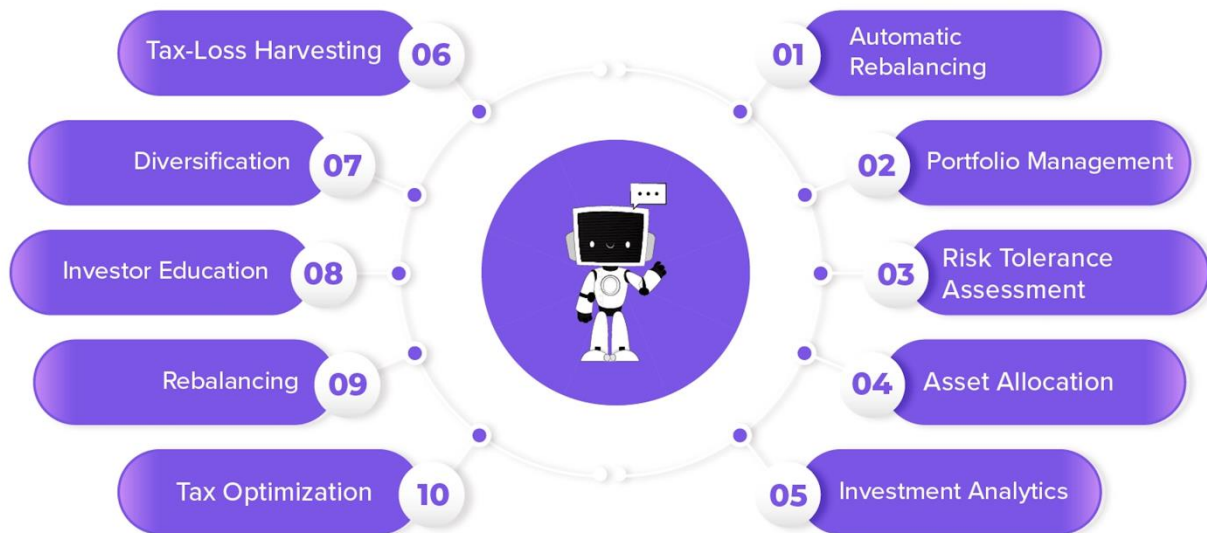 01
Automatic
Rebalancing
02
Portfolio Management
03
Risk Tolerance
Assessment
04
Asset Allocation
05
Investment Analytics
06
Tax-Loss Harvesting
07
Diversification
08
Investor Education
09
Rebalancing
10
Tax Optimization